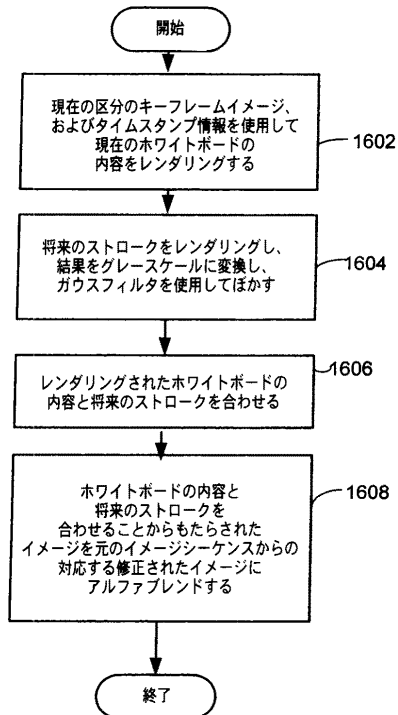 開始
現在の区分のキーフレームイメージ、
およびタイムスタンプ情報を使用して
現在のホワイトボードの
内容をレンダリングする
1602
将来のストロークをレンダリングし、
結果をグレースケールに変換し、
ガウスフィルタを使用してぼかす
1604
レンダリングされたホワイトボードの
内容と将来のストロークを合わせる
1606
ホワイトボードの内容と
将来のストロークを
合わせることからもたらされた
イメージを元のイメージシーケンスからの
対応する修正されたイメージに
アルファブレンドする
1608
終了